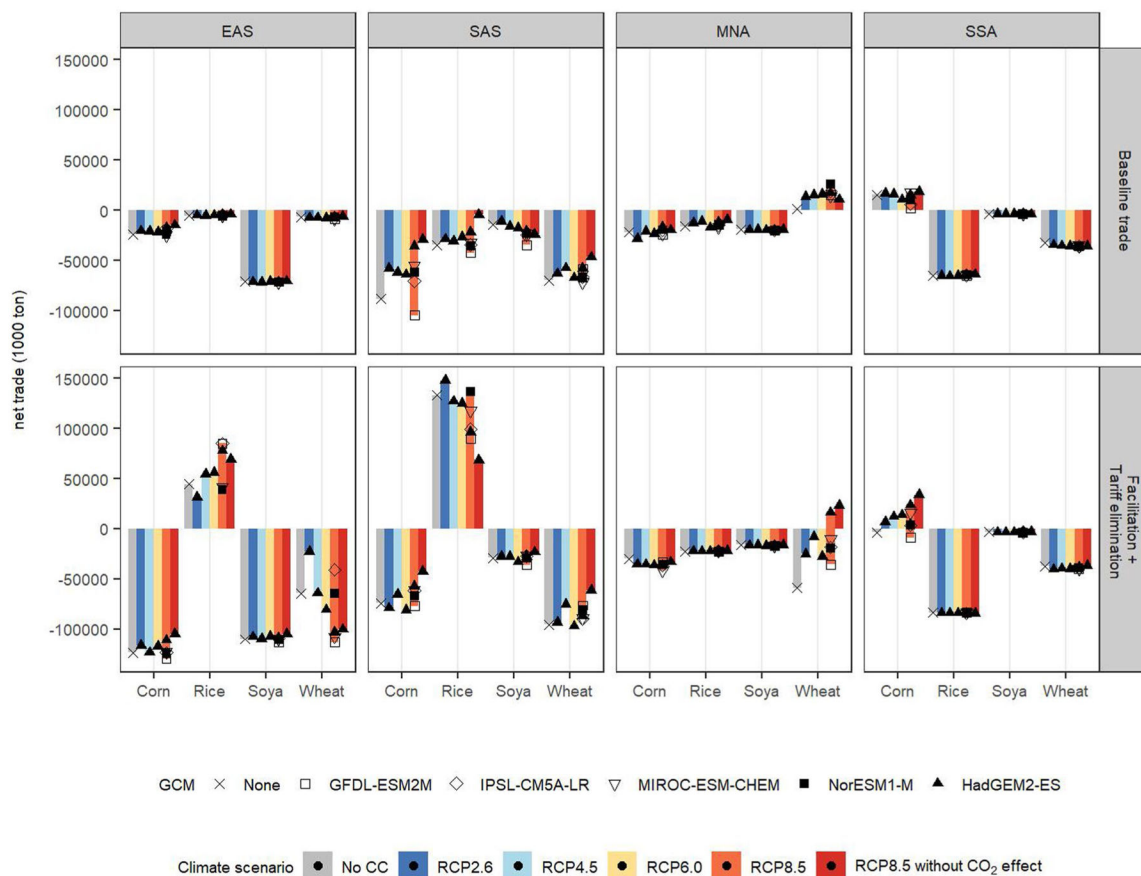 EAS SAS MNA SSA
150000
100000
50000
0
-50000
-100000
Baseline trade
net trade (1000 ton)
150000
100000
50000
0
-50000
-100000
Facilitation +
Tariff elimination
Corn Rice Soya Wheat Corn Rice Soya Wheat Corn Rice Soya Wheat Corn Rice Soya Wheat
GCM None GFDL-ESM2M IPSL-CM5A-LR MIROC-ESM-CHEM NorESM1-M HadGEM2-ES
Climate scenario No CC RCP2.6 RCP4.5 RCP6.0 RCP8.5 RCP8.5 without CO₂ effect